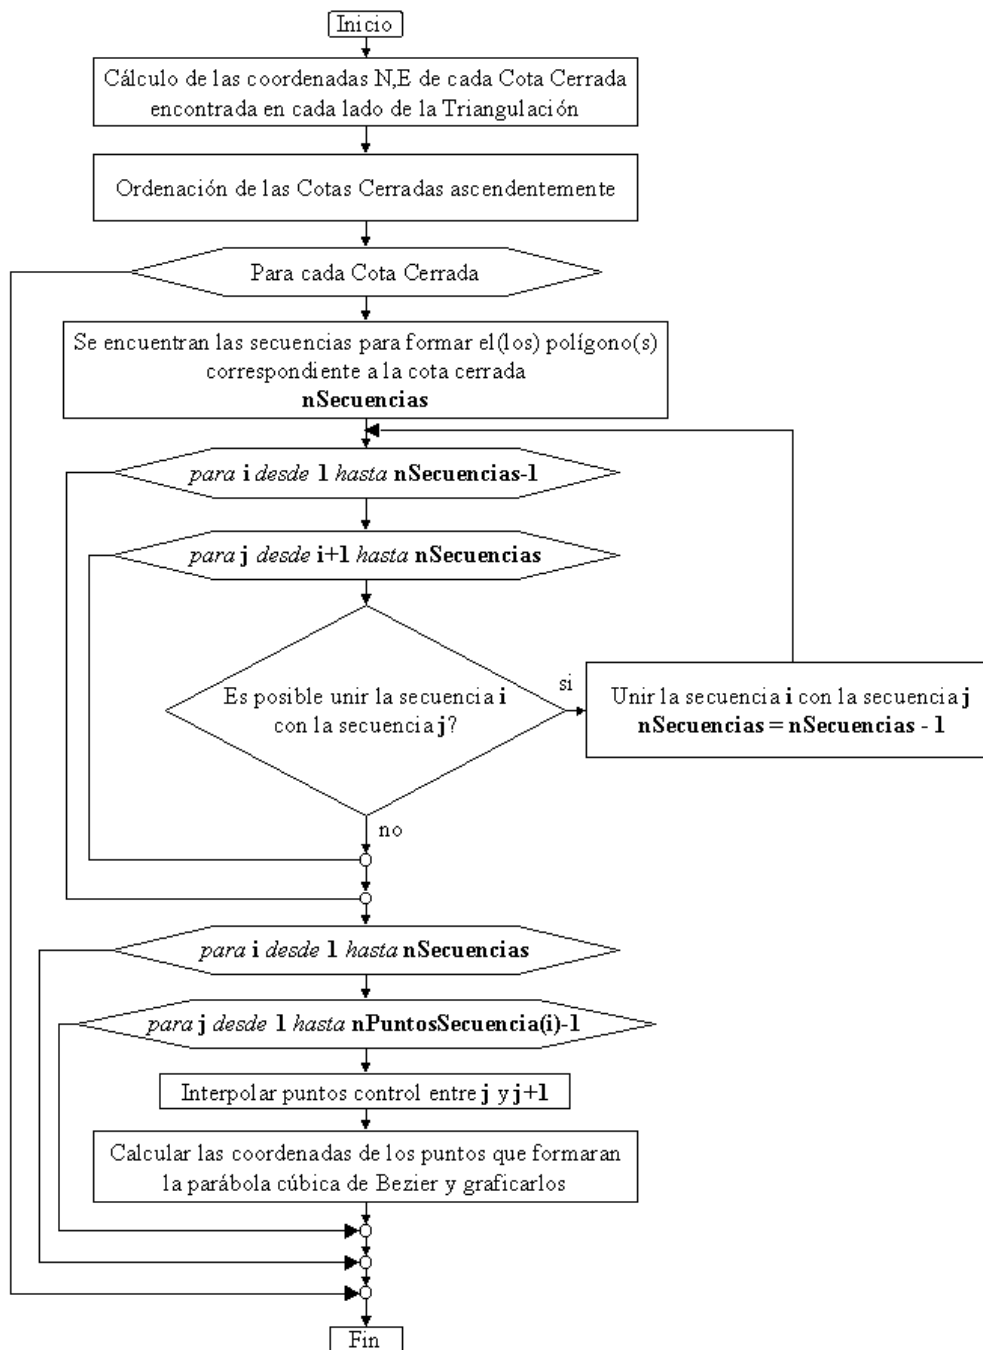 Inicio
Cálculo de las coordenadas N,E de cada Cota Cerrada
encontrada en cada lado de la Triangulación
Ordenación de las Cotas Cerradas ascendentemente
Para cada Cota Cerrada
Se encuentran las secuencias para formar el(los) polígono(s)
correspondiente a la cota cerrada
nSecuencias
para i desde 1 hasta nSecuencias-1
para j desde i+1 hasta nSecuencias
Es posible unir la secuencia i
con la secuencia j?
si
Unir la secuencia i con la secuencia j
nSecuencias = nSecuencias - 1
no
para i desde 1 hasta nSecuencias
para j desde 1 hasta nPuntosSecuencia(i)-1
Interpolar puntos control entre j y j+1
Calcular las coordenadas de los puntos que formaran
la parábola cúbica de Bezier y graficarlos
Fin